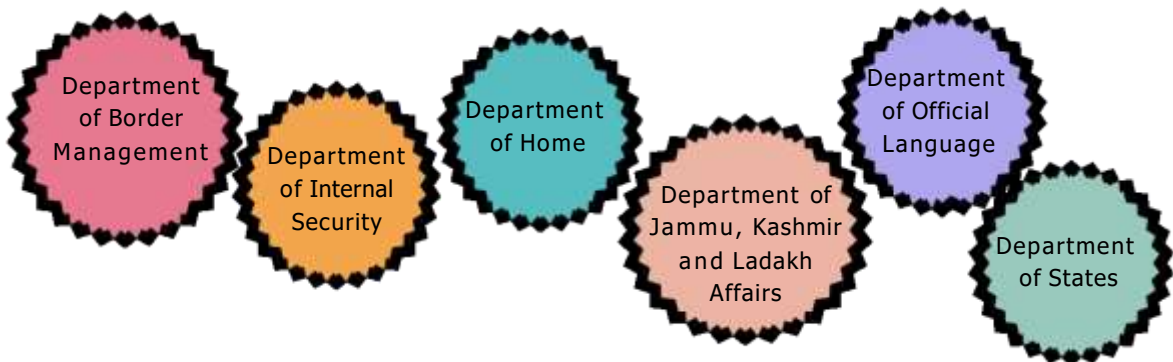 Department
of Border
Management
Department
of Internal
Security
Department
of Home
Department of
Jammu, Kashmir
and Ladakh
Affairs
Department
of Official
Language
Department
of States